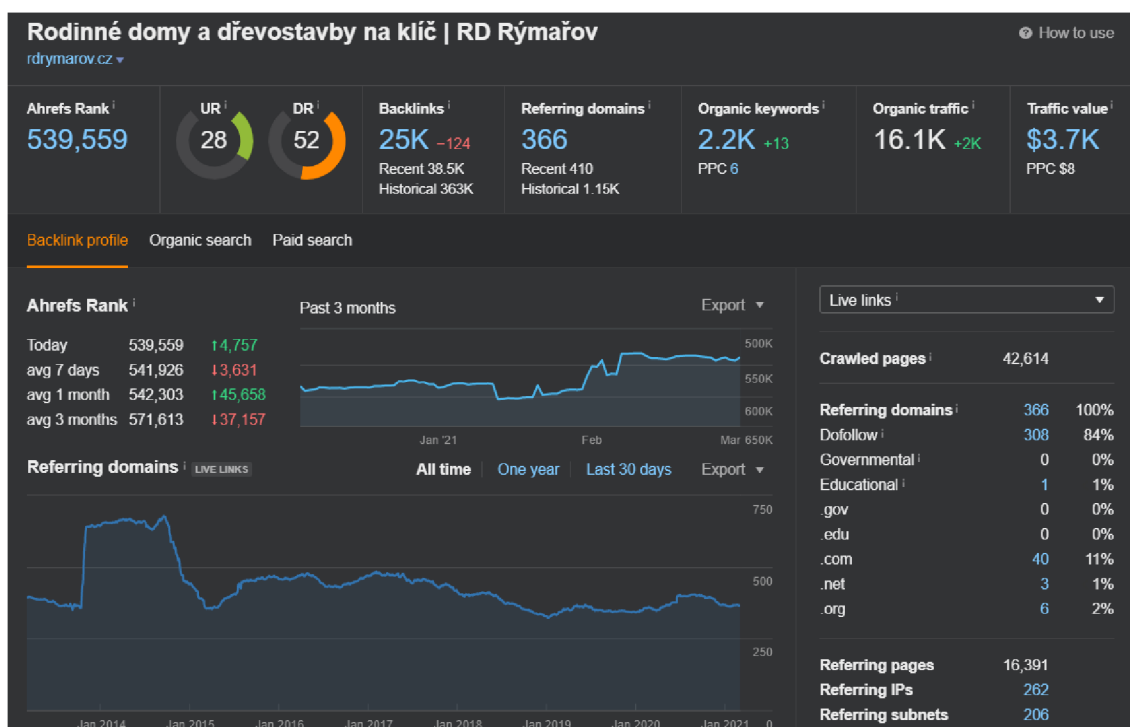 Rodinné domy a dřevostavby na klíč | RD Rýmařov
How to use
rdrymarov.cz
Ahrefs Rank
539,559
UR
28
DR
52
Backlinks
25K −124
Recent 38.5K
Historical 363K
Referring domains
366
Recent 410
Historical 1.15K
Organic keywords
2.2K +13
PPC 6
Organic traffic
16.1K +2K
Traffic value
$3.7K
PPC $8
Backlink profile Organic search Paid search
Ahrefs Rank
Today 539,559 ↑4,757
avg 7 days 541,926 ↓3,631
avg 1 month 542,303 ↑45,658
avg 3 months 571,613 ↓37,157
Past 3 months Export
500K
550K
600K
Jan '21 Feb Mar 650K
Referring domains LIVE LINKS All time One year Last 30 days Export
750
500
250
Jan 2014 Jan 2015 Jan 2016 Jan 2017 Jan 2018 Jan 2019 Jan 2020 Jan 2021 0
Live links
Crawled pages 42,614
Referring domains 366 100%
Dofollow 308 84%
Governmental 0 0%
Educational 1 1%
.gov 0 0%
.edu 0 0%
.com 40 11%
.net 3 1%
.org 6 2%
Referring pages 16,391
Referring IPs 262
Referring subnets 206